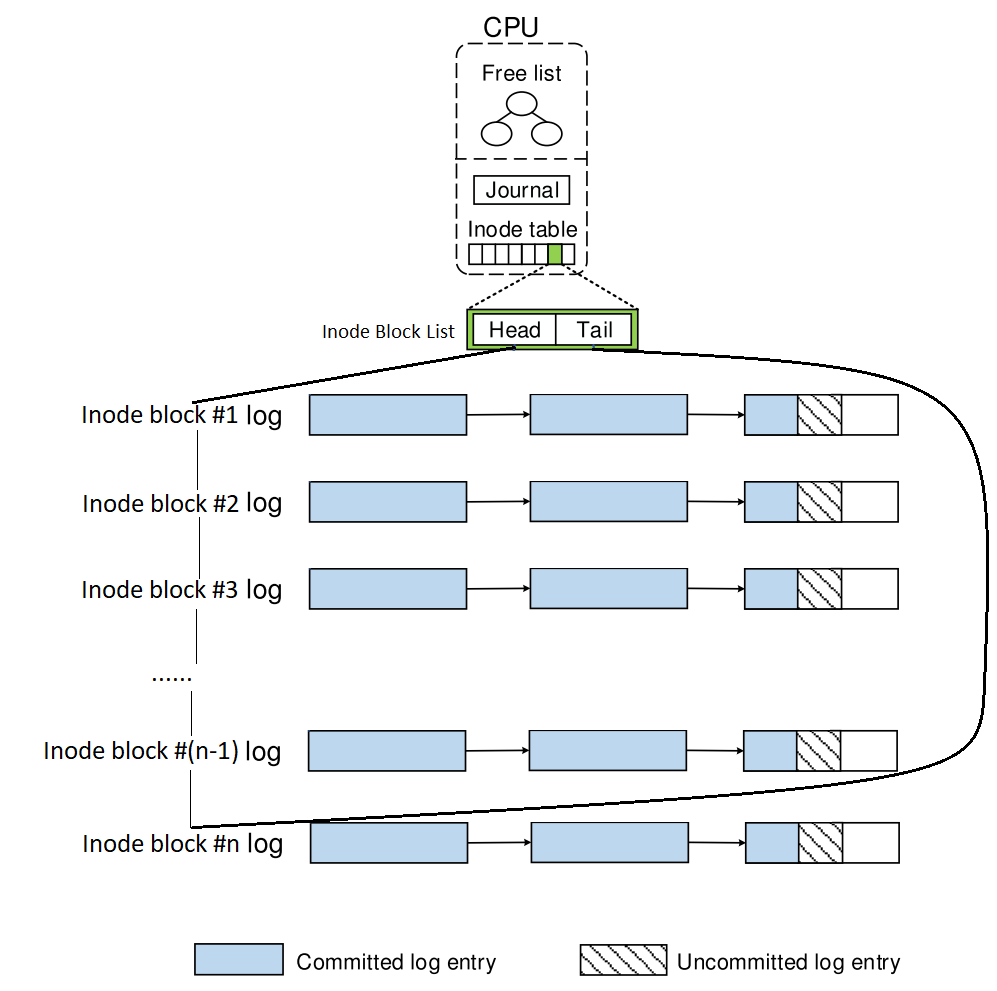 CPU
Free list
Journal
Inode table
Inode Block List
Head
Tail
Inode block #1 log
Inode block #2 log
Inode block #3 log
......
Inode block #(n-1) log
Inode block #n log
Committed log entry
Uncommitted log entry